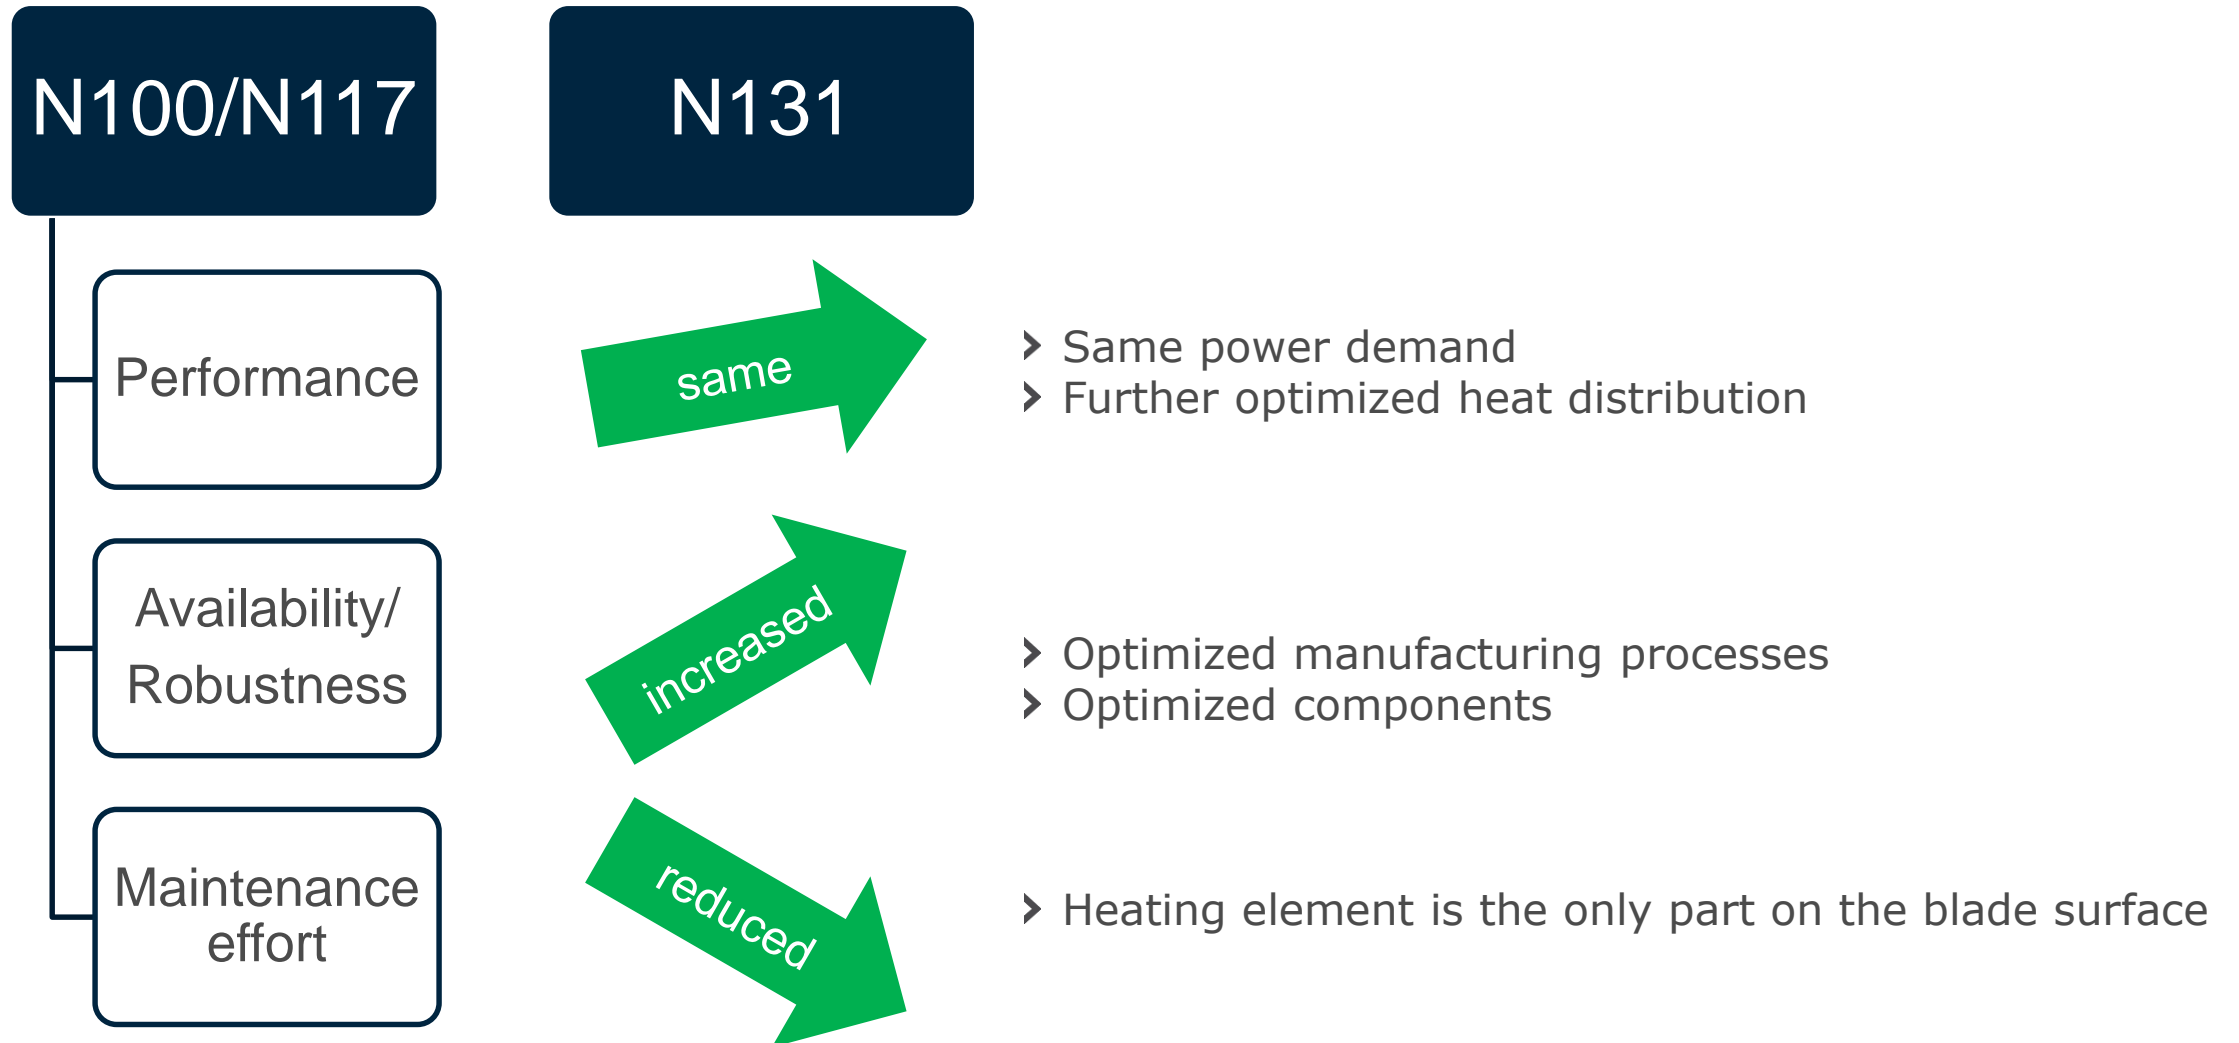 N100/N117
N131
Performance
same
Same power demand
Further optimized heat distribution
Availability/
Robustness
increased
Optimized manufacturing processes
Optimized components
Maintenance
effort
reduced
Heating element is the only part on the blade surface